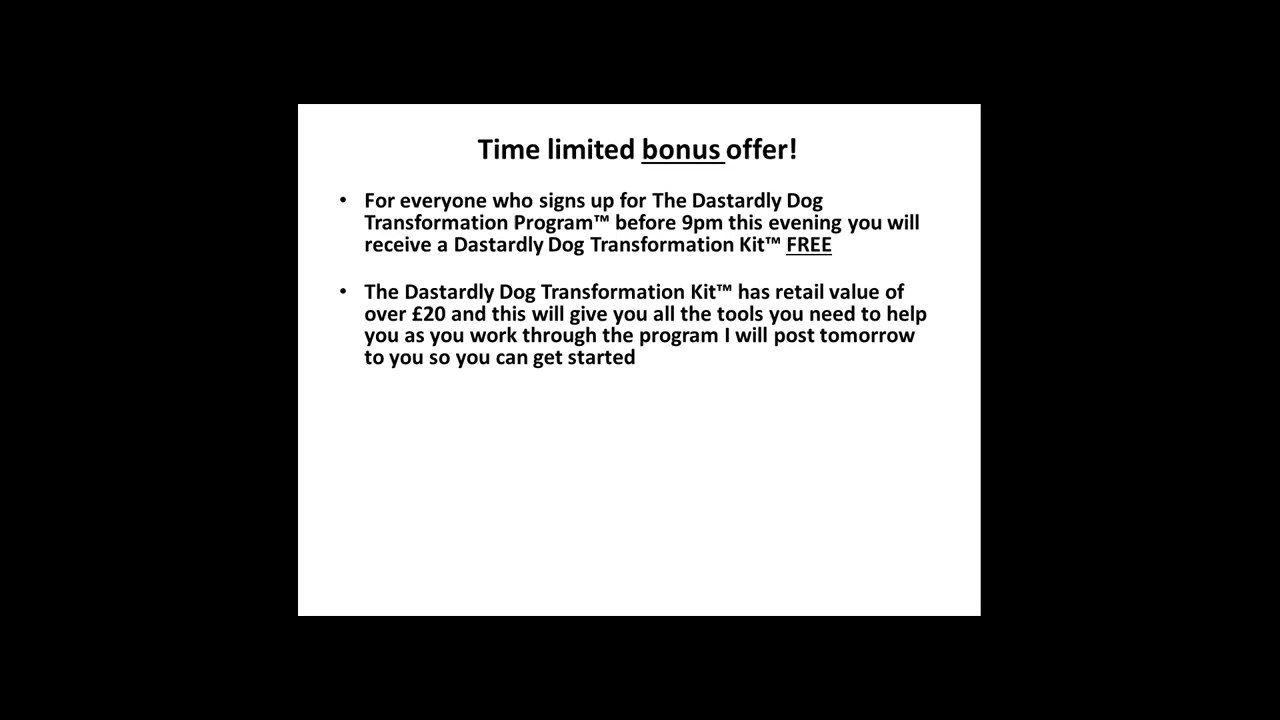 Time limited bonus offer!
• For everyone who signs up for The Dastardly Dog
Transformation Program™ before 9pm this evening you will
receive a Dastardly Dog Transformation Kit™ FREE
• The Dastardly Dog Transformation Kit™ has retail value of
over £20 and this will give you all the tools you need to help
you as you work through the program I will post tomorrow
to you so you can get started